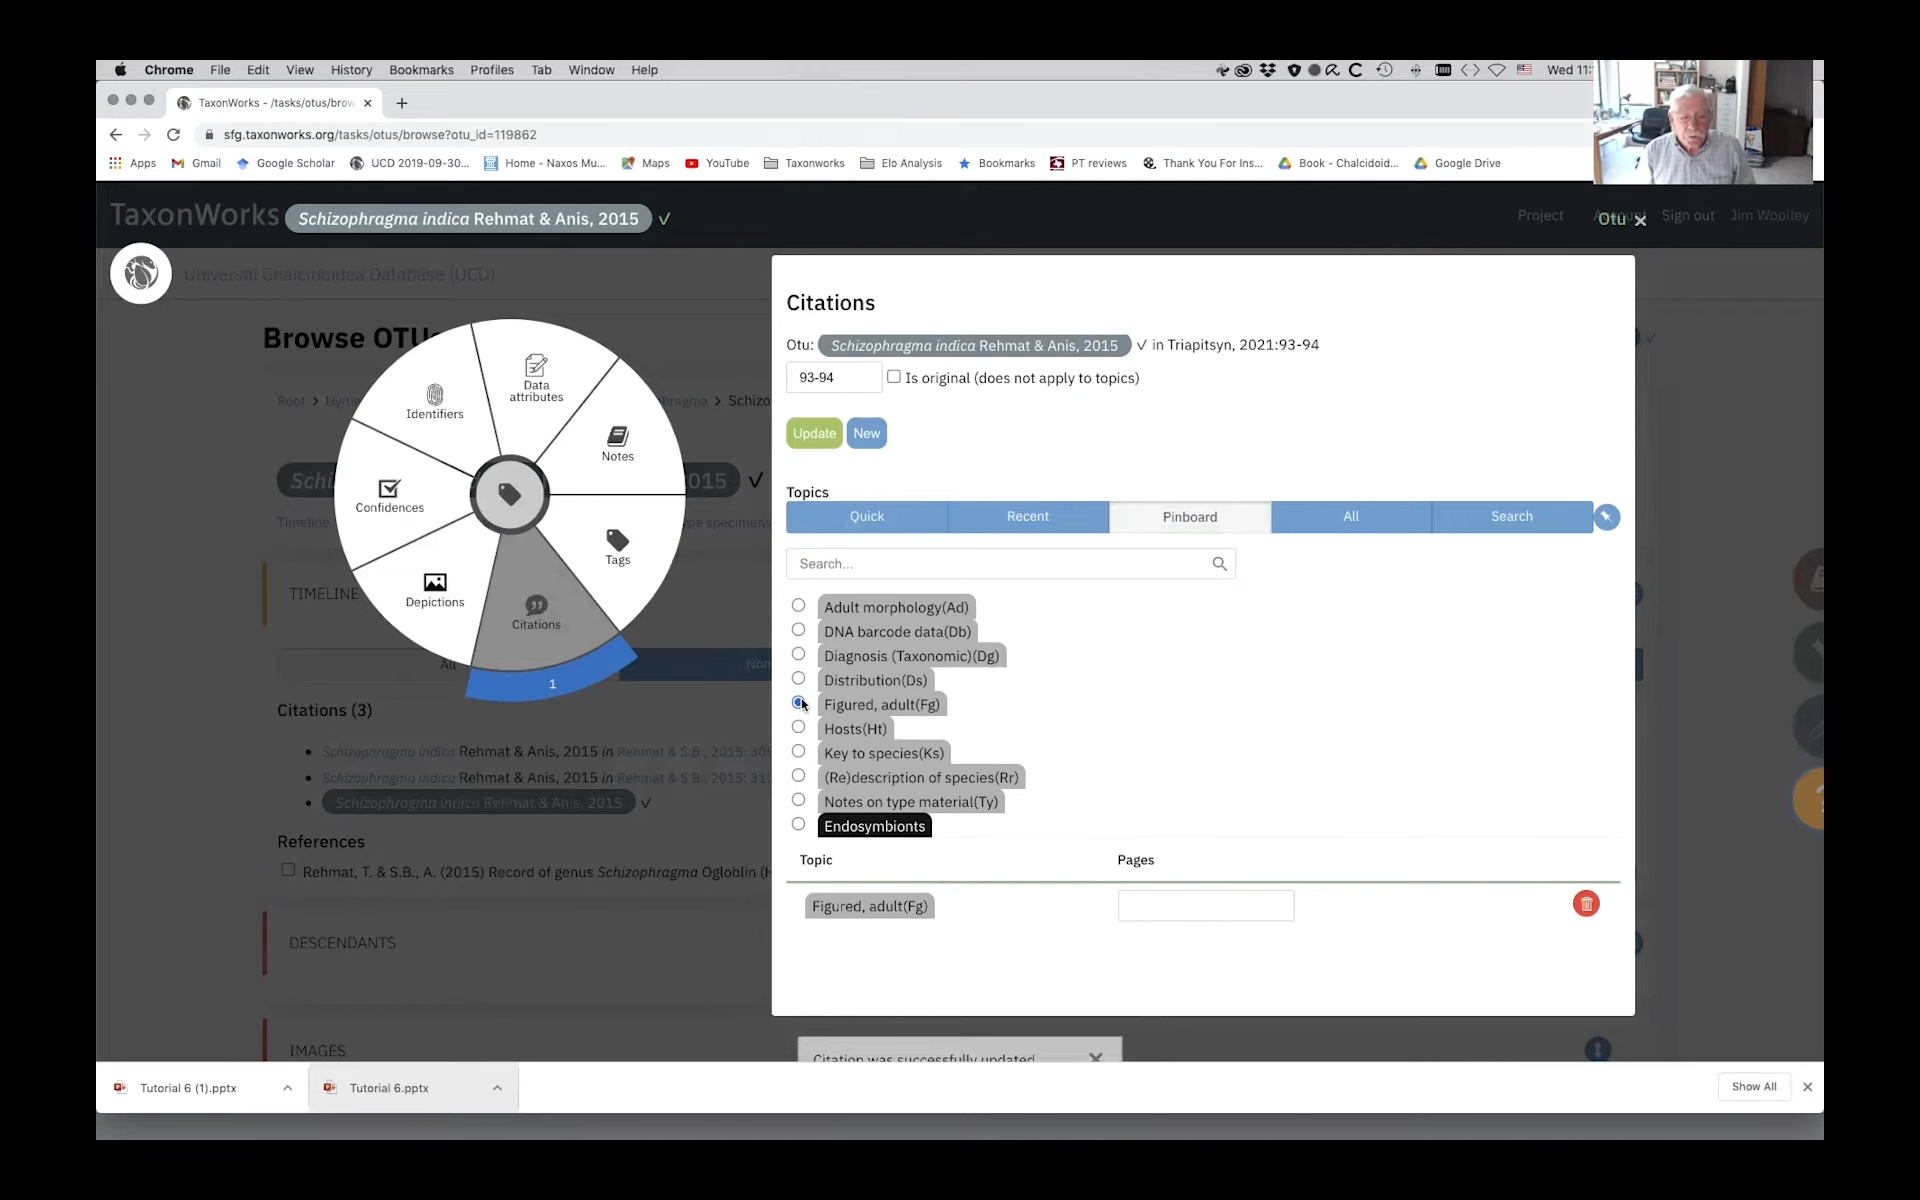 Chrome File Edit View History Bookmarks Profiles Tab Window Help Wed 11:
TaxonWorks - /tasks/otus/brow
sfg.taxonworks.org/tasks/otus/browse?otu_id=119862
Apps Gmail Google Scholar UCD 2019-09-30... Home - Naxos Mu... Maps YouTube Taxonworks Elo Analysis Bookmarks PT reviews Thank You For Ins... Book - Chalcidoid... Google Drive
TaxonWorks Schizophragma indica Rehmat & Anis, 2015 ✓ Project Account Sign out Jim Woolley
Otu ×
Universal Chalcidoidea Database (UCD)
Browse OTUs
Root > Hyme
phragma > Schizo
Schi
2015 ✓
Timeline
ype specimens
TIMELINE
All
Non
Data attributes
Identifiers
Notes
Confidences
Tags
Depictions
Citations
1
Citations (3)
• Schizophragma indica Rehmat & Anis, 2015 in Rehmat & S.B., 2015: 30
• Schizophragma indica Rehmat & Anis, 2015 in Rehmat & S.B., 2015: 310
• Schizophragma indica Rehmat & Anis, 2015 ✓
References
Rehmat, T. & S.B., A. (2015) Record of genus Schizophragma Ogloblin (H
DESCENDANTS
IMAGES
Citations
Otu: Schizophragma indica Rehmat & Anis, 2015 ✓ in Triapitsyn, 2021:93-94
93-94 Is original (does not apply to topics)
Update New
Topics
Quick Recent Pinboard All Search
Search...
Adult morphology(Ad)
DNA barcode data(Db)
Diagnosis (Taxonomic)(Dg)
Distribution(Ds)
Figured, adult(Fg)
Hosts(Ht)
Key to species(Ks)
(Re)description of species(Rr)
Notes on type material(Ty)
Endosymbionts
Topic Pages
Figured, adult(Fg)
Citation was successfully updated
Tutorial 6 (1).pptx Tutorial 6.pptx Show All